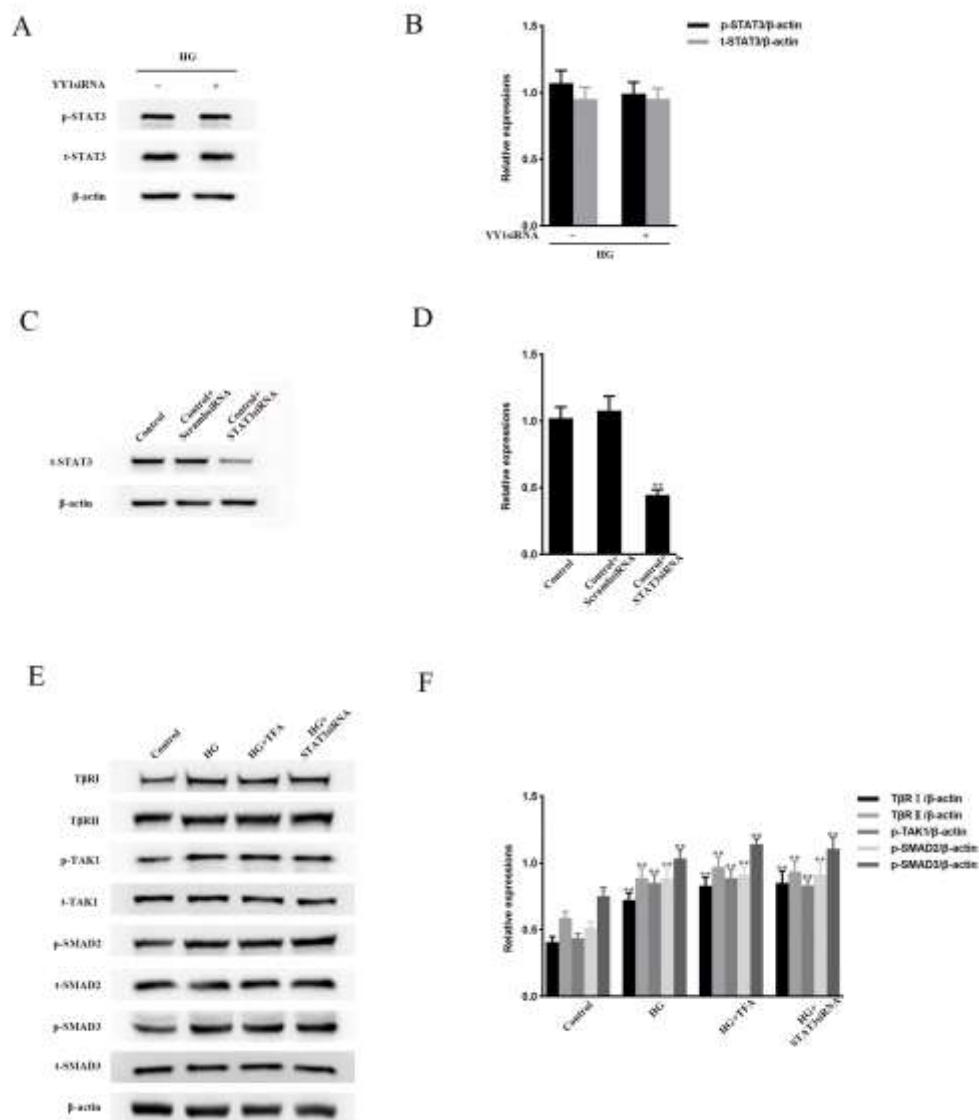 A
HG
YY1siRNA
-
+
p-STAT3
t-STAT3
β-actin
B
p-STAT3/β-actin
t-STAT3/β-actin
Relative expressions
1.5
1.0
0.5
0.0
YY1siRNA
-
+
HG
C
Control
Control+
ScrambsiRNA
Control+
STAT3siRNA
t-STAT3
β-actin
D
Relative expressions
1.5
1.0
0.5
0.0
**
Control
Control+
ScrambsiRNA
Control+
STAT3siRNA
E
Control
HG
HG+TFA
HG+
STAT3siRNA
TβRI
TβRII
p-TAK1
t-TAK1
p-SMAD2
t-SMAD2
p-SMAD3
t-SMAD3
β-actin
F
TβR Ⅰ/β-actin
TβR Ⅱ/β-actin
p-TAK1/β-actin
p-SMAD2/β-actin
p-SMAD3/β-actin
Relative expressions
1.5
1.0
0.5
0.0
** ** ** ** **
** ** ** ** **
** ** ** ** **
Control
HG
HG+TFA
HG+
STAT3siRNA